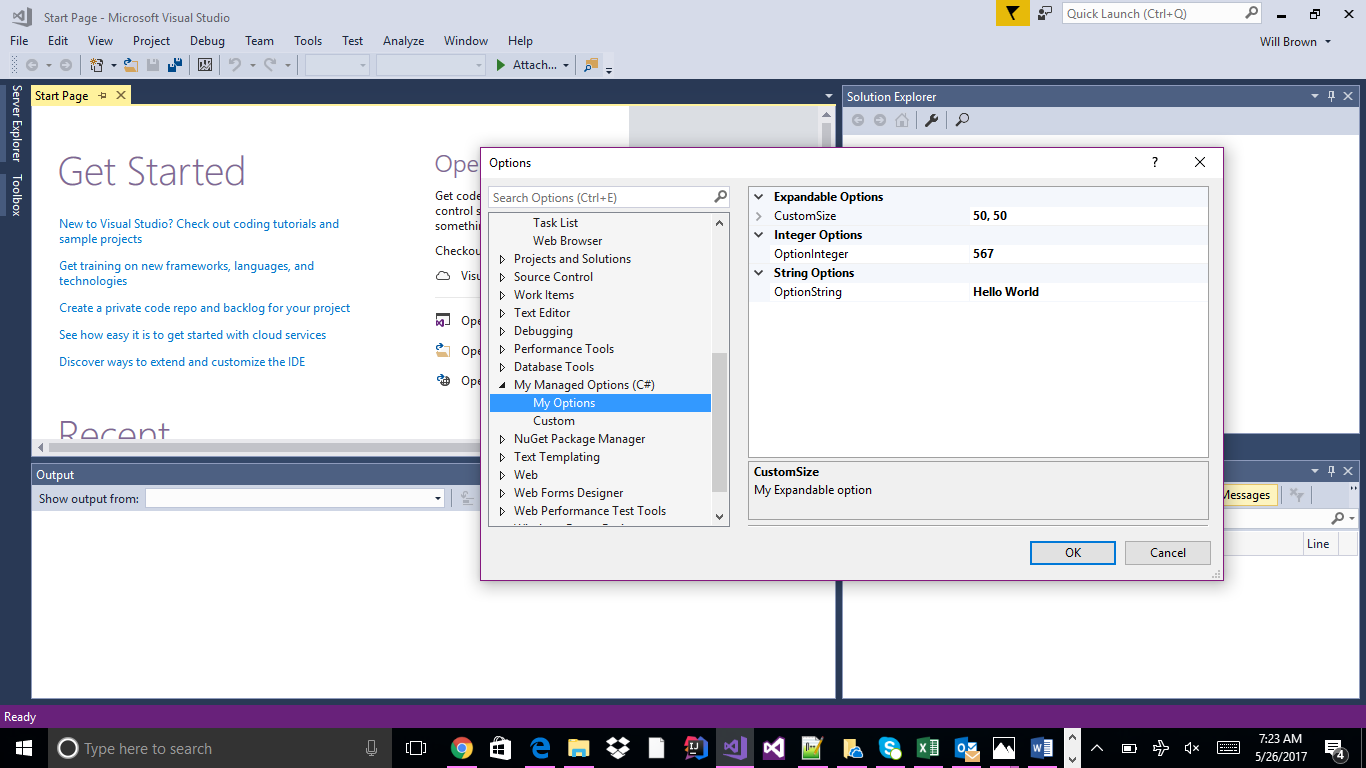 Start Page - Microsoft Visual Studio
Quick Launch (Ctrl+Q)
File Edit View Project Debug Team Tools Test Analyze Window Help
Will Brown
Attach...
Server Explorer
Toolbox
Start Page
Get Started
New to Visual Studio? Check out coding tutorials and
sample projects
Get training on new frameworks, languages, and
technologies
Create a private code repo and backlog for your project
See how easy it is to get started with cloud services
Discover ways to extend and customize the IDE
Recent
Ope
Get code
control s
somethin
Checkou
Visu
Ope
Ope
Ope
Solution Explorer
Options
?
Search Options (Ctrl+E)
Task List
Web Browser
Projects and Solutions
Source Control
Work Items
Text Editor
Debugging
Performance Tools
Database Tools
My Managed Options (C#)
My Options
Custom
NuGet Package Manager
Text Templating
Web
Web Forms Designer
Web Performance Test Tools
Expandable Options
CustomSize 50, 50
Integer Options
OptionInteger 567
String Options
OptionString Hello World
CustomSize
My Expandable option
OK Cancel
Output
Show output from:
Messages
Line
Ready
Type here to search
7:23 AM
5/26/2017
4